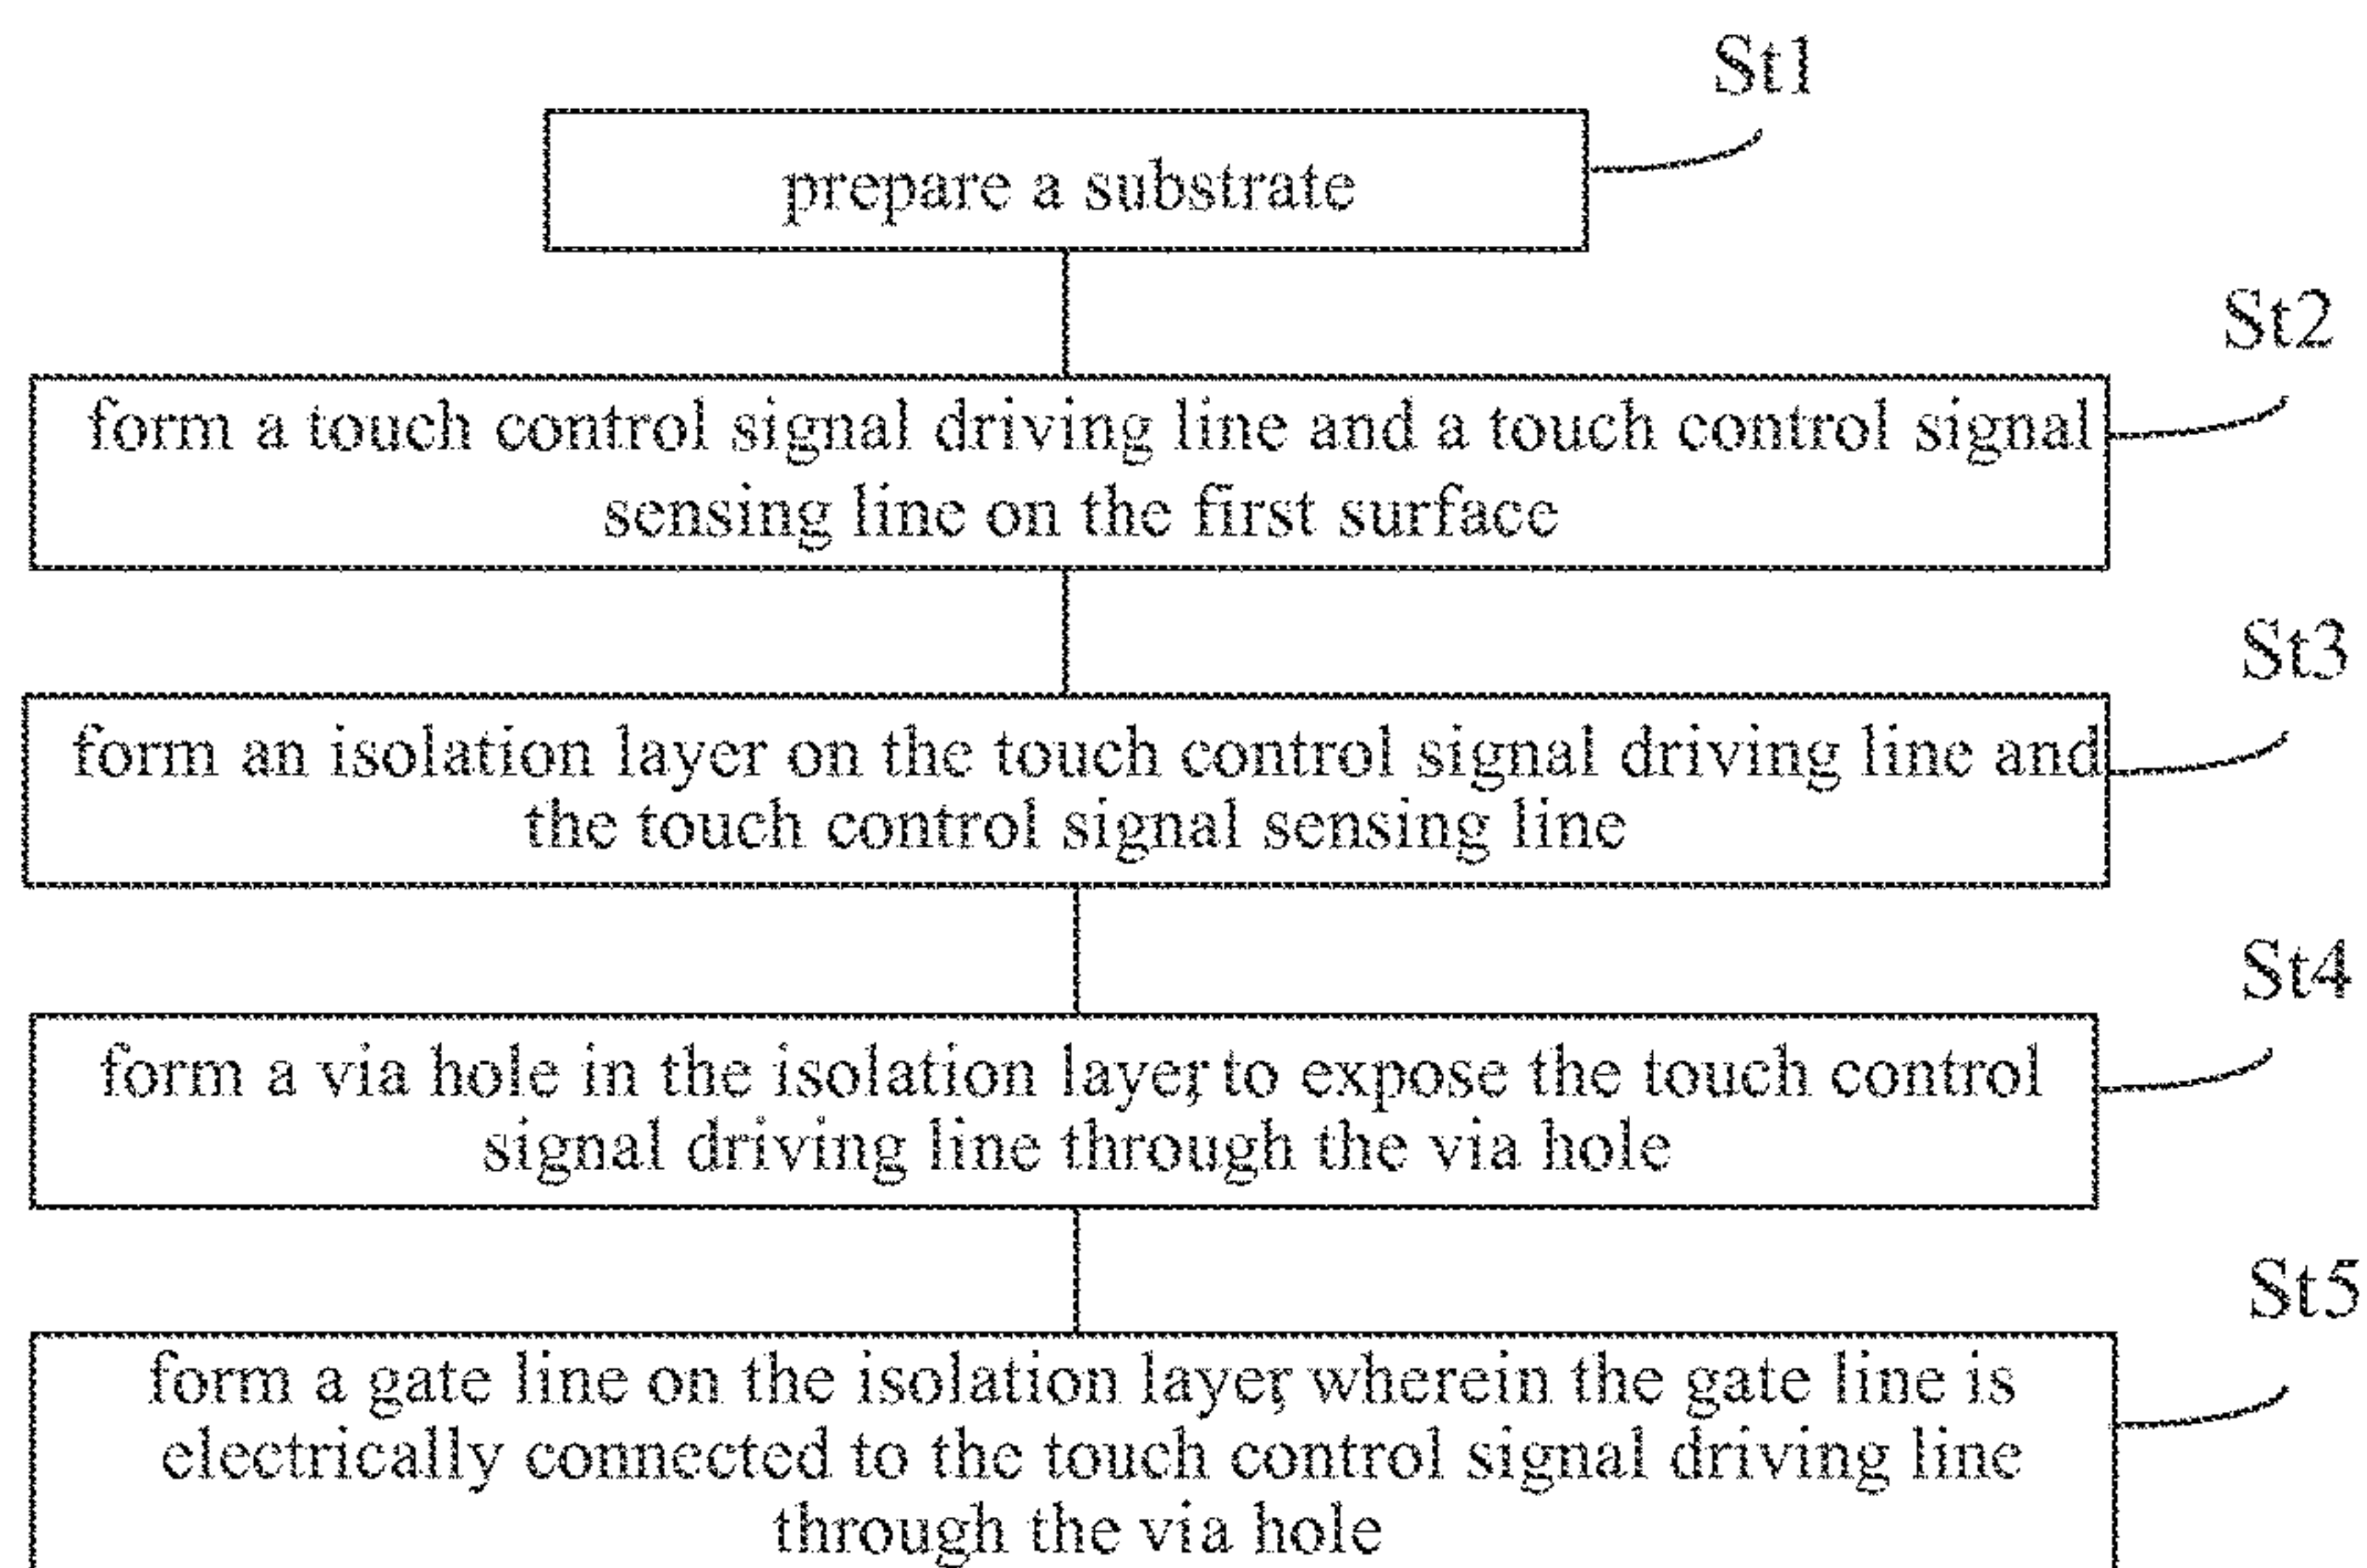 St1
prepare a substrate
St2
form a touch control signal driving line and a touch control signal
sensing line on the first surface
St3
form an isolation layer on the touch control signal driving line and
the touch control signal sensing line
St4
form a via hole in the isolation layer, to expose the touch control
signal driving line through the via hole
St5
form a gate line on the isolation layer, wherein the gate line is
electrically connected to the touch control signal driving line
through the via hole